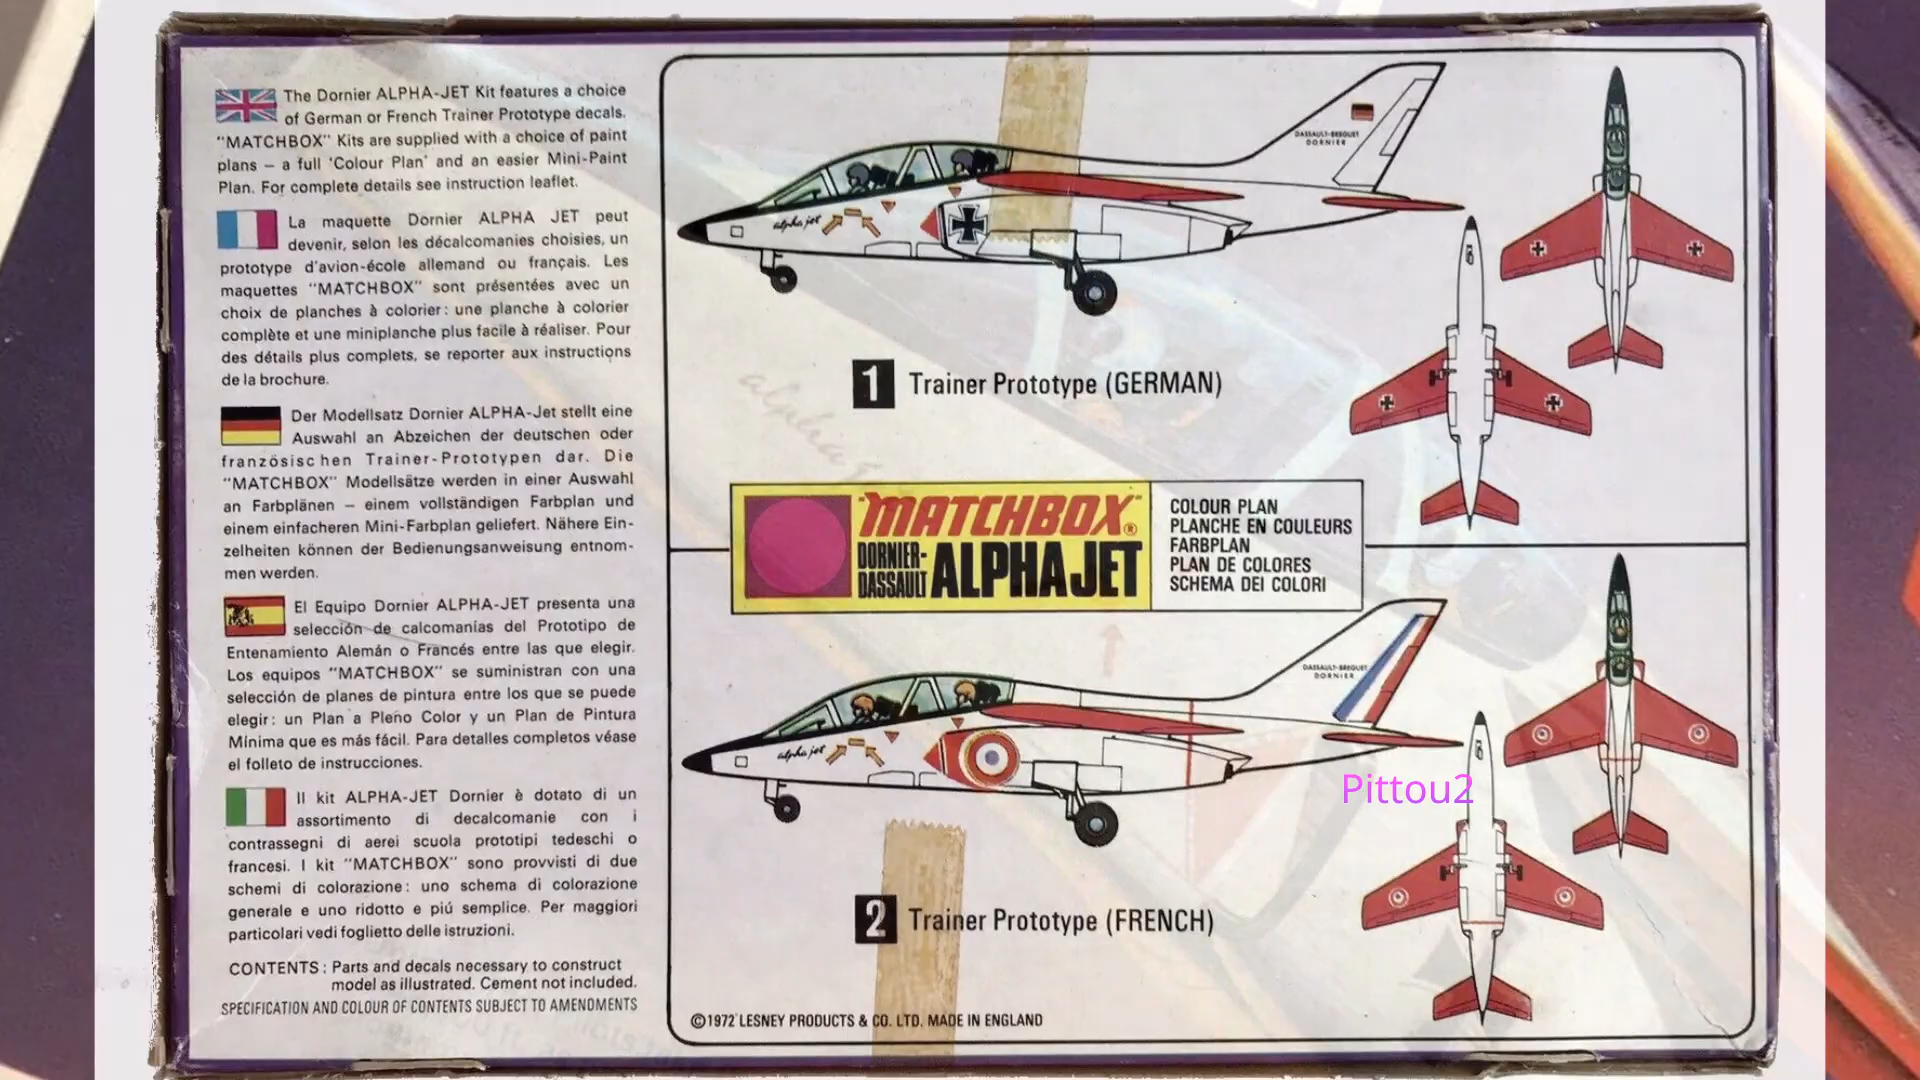 The Dornier ALPHA-JET Kit features a choice
of German or French Trainer Prototype decals.
"MATCHBOX" Kits are supplied with a choice of paint
plans – a full 'Colour Plan' and an easier Mini-Paint
Plan. For complete details see instruction leaflet.
La maquette Dornier ALPHA JET peut
devenir, selon les décalcomanies choisies, un
prototype d'avion-école allemand ou français. Les
maquettes "MATCHBOX" sont présentées avec un
choix de planches à colorier: une planche à colorier
complète et une miniplanche plus facile à réaliser. Pour
des détails plus complets, se reporter aux instructions
de la brochure.
Der Modellsatz Dornier ALPHA-Jet stellt eine
Auswahl an Abzeichen der deutschen oder
französischen Trainer-Prototypen dar. Die
"MATCHBOX" Modellsätze werden in einer Auswahl
an Farbplänen – einem vollständigen Farbplan und
einem einfacheren Mini-Farbplan geliefert. Nähere Ein-
zelheiten können der Bedienungsanweisung entnom-
men werden.
El Equipo Dornier ALPHA-JET presenta una
selección de calcomanías del Prototipo de
Entenamiento Alemán o Francés entre las que elegir.
Los equipos "MATCHBOX" se suministran con una
selección de planes de pintura entre los que se puede
elegir: un Plan a Pleno Color y un Plan de Pintura
Mínima que es más fácil. Para detalles completos véase
el folleto de instrucciones.
Il kit ALPHA-JET Dornier è dotato di un
assortimento di decalcomanie con i
contrassegni di aerei scuola prototipi tedeschi o
francesi. I kit "MATCHBOX" sono provvisti di due
schemi di colorazione: uno schema di colorazione
generale e uno ridotto e piú semplice. Per maggiori
particolari vedi foglietto delle istruzioni.
CONTENTS: Parts and decals necessary to construct
model as illustrated. Cement not included.
SPECIFICATION AND COLOUR OF CONTENTS SUBJECT TO AMENDMENTS
DASSAULT-BREGUET
DORNIER
alpha jet
1 Trainer Prototype (GERMAN)
"MATCHBOX"®
DORNIER-
DASSAULT ALPHA JET
COLOUR PLAN
PLANCHE EN COULEURS
FARBPLAN
PLAN DE COLORES
SCHEMA DEI COLORI
DASSAULT-BREGUET
DORNIER
alpha jet
Pittou2
2 Trainer Prototype (FRENCH)
©1972 LESNEY PRODUCTS & CO. LTD. MADE IN ENGLAND